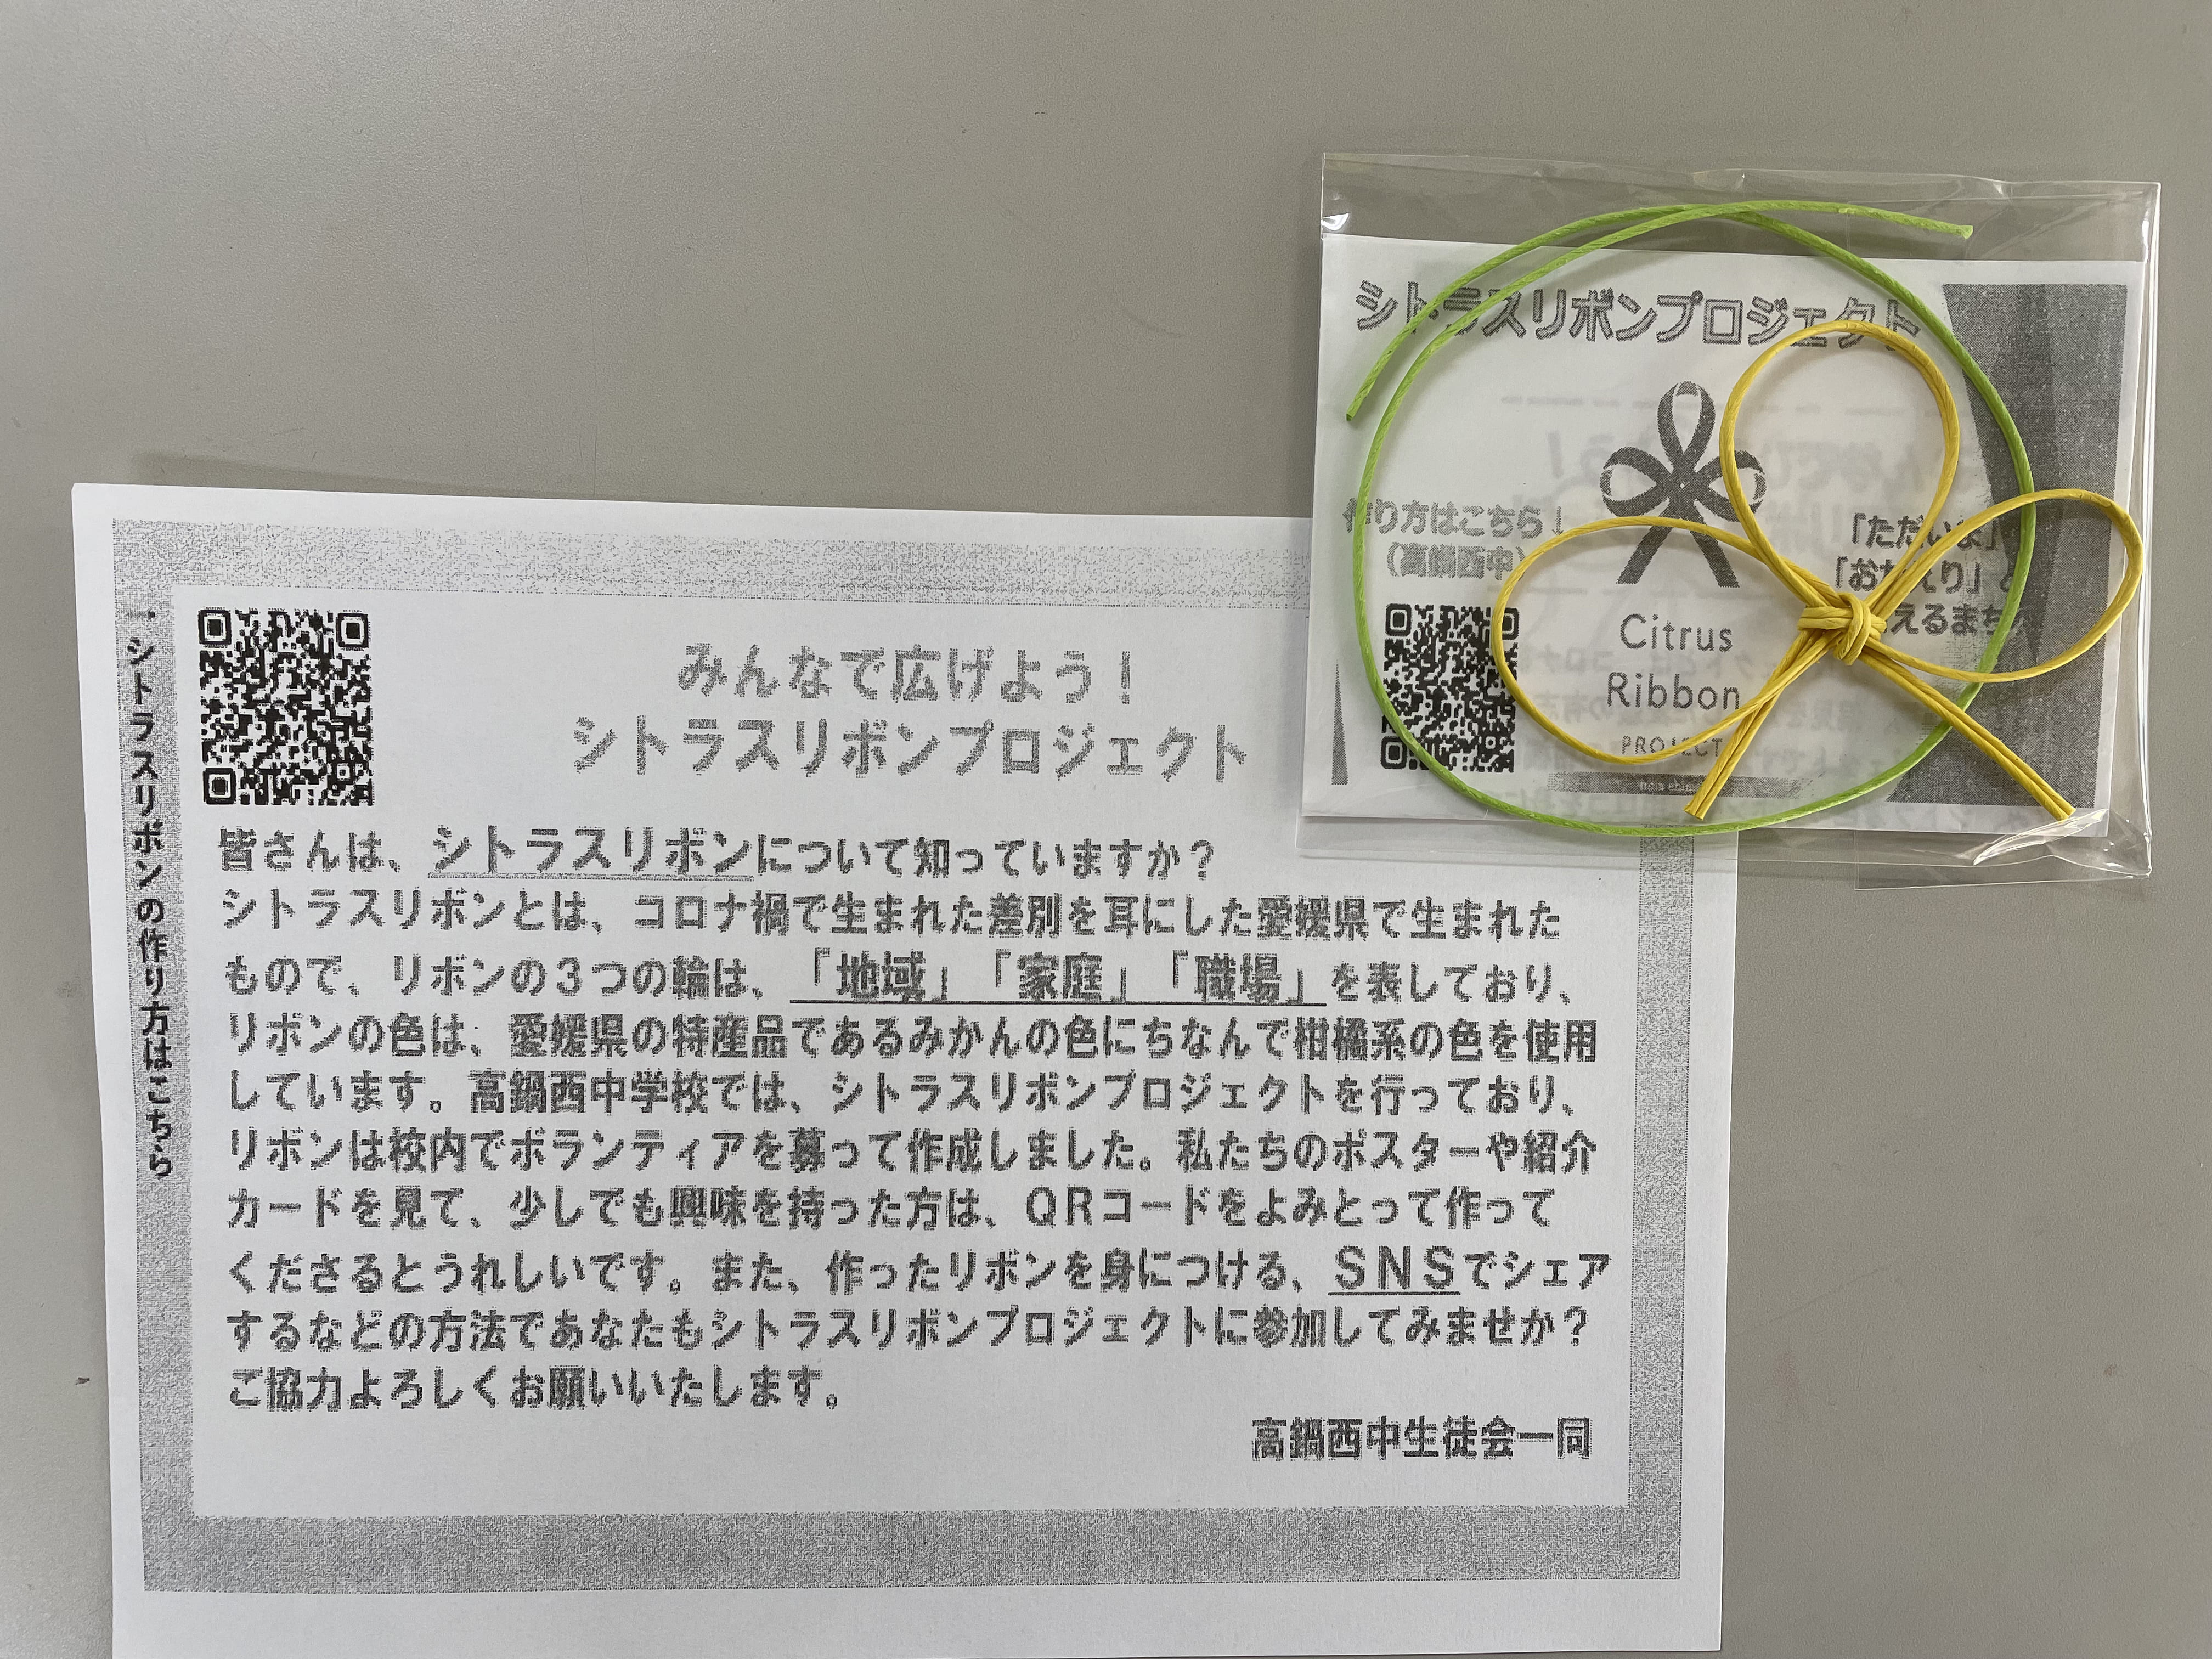 みんなで広げよう！
シトラスリボンプロジェクト
皆さんは、シトラスリボンについて知っていますか？
シトラスリボンとは、コロナ禍で生まれた差別を耳にした愛媛県で生まれた
もので、リボンの３つの輪は、「地域」「家庭」「職場」を表しており、
リボンの色は、愛媛県の特産品であるみかんの色にちなんで柑橘系の色を使用
しています。高鍋西中学校では、シトラスリボンプロジェクトを行っており、
リボンは校内でボランティアを募って作成しました。私たちのポスターや紹介
カードを見て、少しでも興味を持った方は、ＱＲコードをよみとって作って
くださるとうれしいです。また、作ったリボンを身につける、ＳＮＳでシェア
するなどの方法であなたもシトラスリボンプロジェクトに参加してみませか？
ご協力よろしくお願いいたします。
高鍋西中生徒会一同
シトラスリボンの作り方はこちら
シトラスリボンプロジェクト
作り方はこちら！
（高鍋西中）
Citrus
Ribbon
PROJECT
「ただいま」
「おかえり」と
えるまち